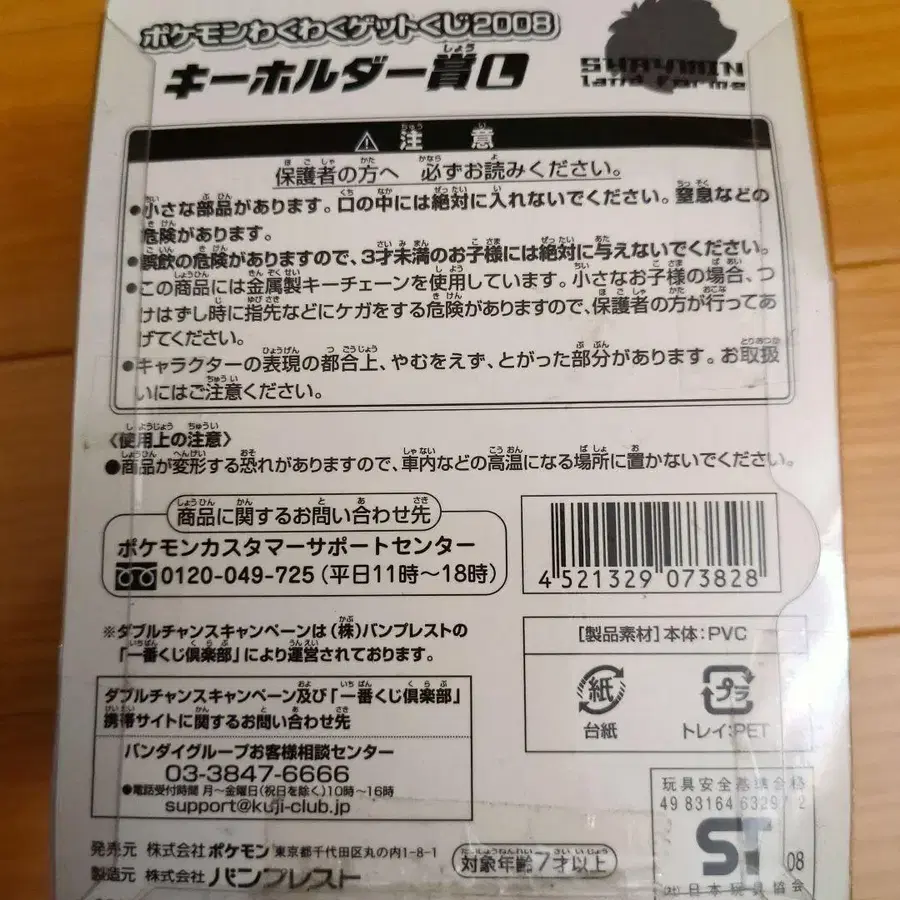 ポケモンわくわくゲットくじ2008
キーホルダー賞L
SHAYMIN
land forme
注意
保護者の方へ 必ずお読みください。
●小さな部品があります。口の中には絶対に入れないでください。窒息などの
危険があります。
●誤飲の危険がありますので、3才未満のお子様には絶対に与えないでください。
●この商品には金属製キーチェーンを使用しています。小さなお子様の場合、つ
けはずし時に指先などにケガをする危険がありますので、保護者の方が行ってあ
げてください。
●キャラクターの表現の都合上、やむをえず、とがった部分があります。お取扱
いにはご注意ください。
〈使用上の注意〉
●商品が変形する恐れがありますので、車内などの高温になる場所に置かないでください。
商品に関するお問い合わせ先
ポケモンカスタマーサポートセンター
0120-049-725（平日11時～18時）
4 521329 073828
※ダブルチャンスキャンペーンは（株）バンプレストの
「一番くじ倶楽部」により運営されております。
ダブルチャンスキャンペーン及び「一番くじ倶楽部」
携帯サイトに関するお問い合わせ先
バンダイグループお客様相談センター
03-3847-6666
●電話受付時間 月～金曜日(祝日を除く)10時～16時
support@kuji-club.jp
[製品素材]本体:PVC
紙
台紙
プラ
トレイ:PET
発売元 株式会社ポケモン 東京都千代田区丸の内1-8-1
製造元 株式会社 バンプレスト
対象年齢7才以上
玩具安全基準合格
ST
08
(社)日本玩具協会